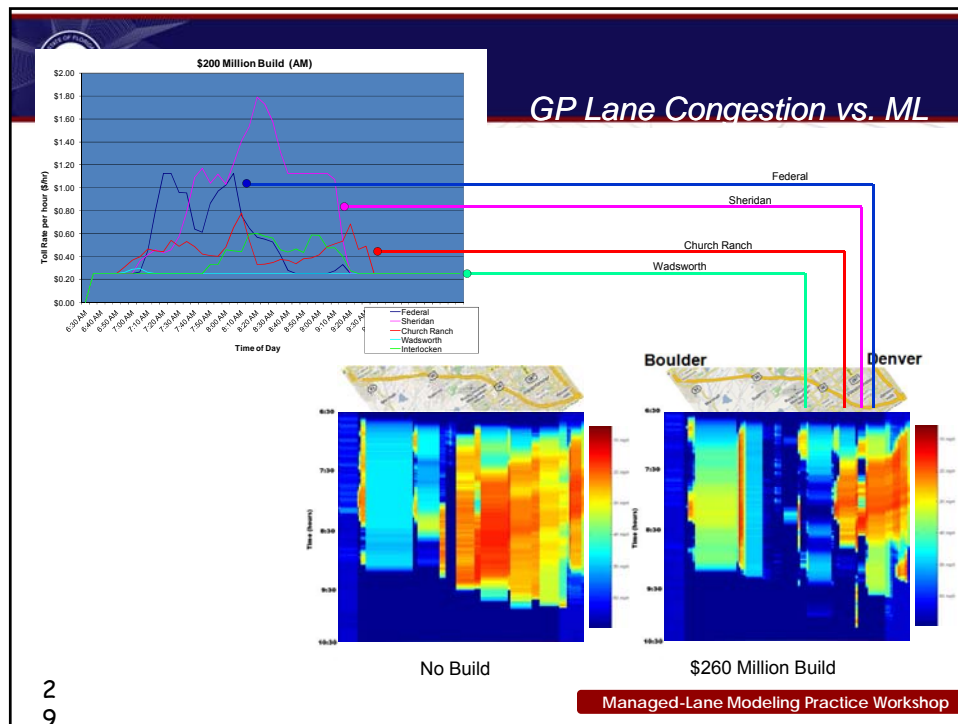 STATE OF FLORIDA
GP Lane Congestion vs. ML
$200 Million Build (AM)
Toll Rate per hour ($/hr)
$2.00
$1.80
$1.60
$1.40
$1.20
$1.00
$0.80
$0.60
$0.40
$0.20
$0.00
6:30 AM
6:40 AM
6:50 AM
7:00 AM
7:10 AM
7:20 AM
7:30 AM
7:40 AM
7:50 AM
8:00 AM
8:10 AM
8:20 AM
8:30 AM
8:40 AM
8:50 AM
9:00 AM
9:10 AM
9:20 AM
9:30 AM
Time of Day
Federal
Sheridan
Church Ranch
Wadsworth
Interlocken
Federal
Sheridan
Church Ranch
Wadsworth
Boulder
Denver
6:30
7:30
8:30
9:30
10:30
Time (hours)
6:30
7:30
8:30
9:30
10:30
Time (hours)
No Build
$260 Million Build
2
9
Managed-Lane Modeling Practice Workshop